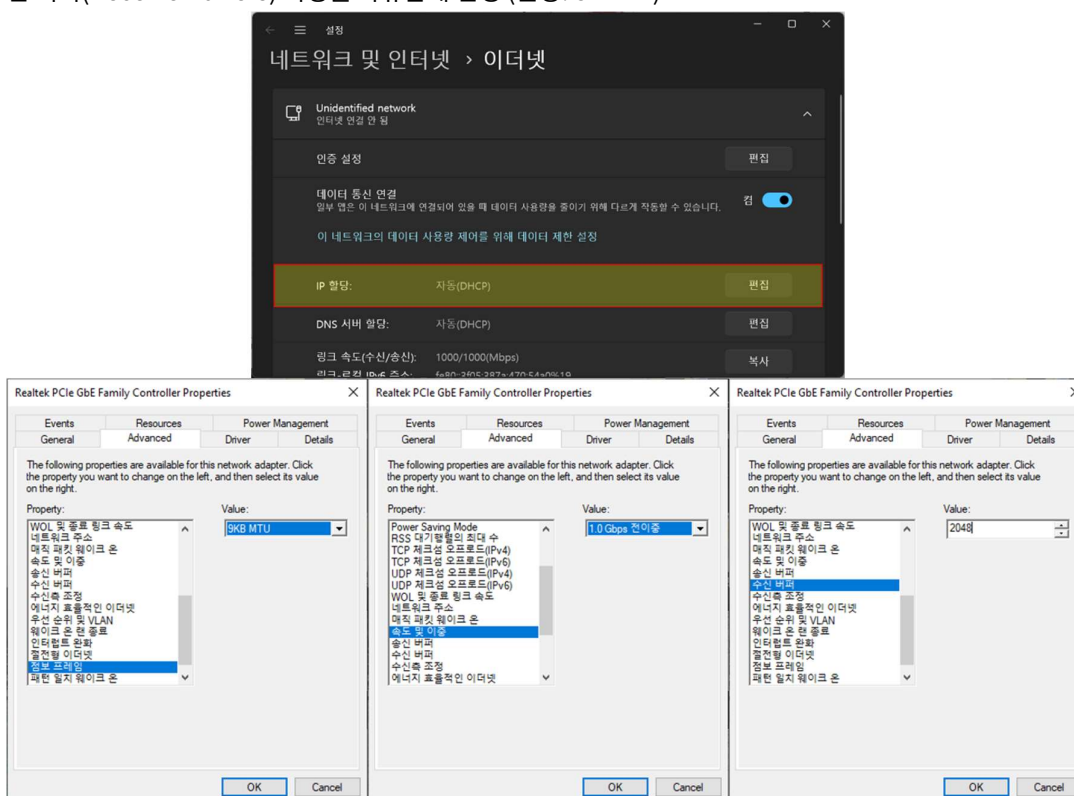 설정
네트워크 및 인터넷 › 이더넷
Unidentified network
인터넷 연결 안 됨
인증 설정 편집
데이터 통신 연결
일부 앱은 이 네트워크에 연결되어 있을 때 데이터 사용량을 줄이기 위해 다르게 작동할 수 있습니다. 켬
이 네트워크의 데이터 사용량 제어를 위해 데이터 제한 설정
IP 할당: 자동(DHCP) 편집
DNS 서버 할당: 자동(DHCP) 편집
링크 속도(수신/송신): 1000/1000(Mbps) 복사
링크-로컬 IPv6 주소:
Realtek PCIe GbE Family Controller Properties
Events Resources Power Management
General Advanced Driver Details
The following properties are available for this network adapter. Click
the property you want to change on the left, and then select its value
on the right.
Property: Value:
WOL 및 종료 링크 속도 9KB MTU
네트워크 주소
매직 패킷 웨이크 온
속도 및 이중
송신 버퍼
수신 버퍼
수신측 조정
에너지 효율적인 이더넷
우선 순위 및 VLAN
웨이크 온 랜 종료
인터럽트 완화
절전형 이더넷
점보 프레임
패턴 일치 웨이크 온
OK Cancel
Realtek PCIe GbE Family Controller Properties
Events Resources Power Management
General Advanced Driver Details
The following properties are available for this network adapter. Click
the property you want to change on the left, and then select its value
on the right.
Property: Value:
Power Saving Mode 1.0 Gbps 전이중
RSS 대기행렬의 최대 수
TCP 체크섬 오프로드(IPv4)
TCP 체크섬 오프로드(IPv6)
UDP 체크섬 오프로드(IPv4)
UDP 체크섬 오프로드(IPv6)
WOL 및 종료 링크 속도
네트워크 주소
매직 패킷 웨이크 온
속도 및 이중
송신 버퍼
수신 버퍼
수신측 조정
에너지 효율적인 이더넷
OK Cancel
Realtek PCIe GbE Family Controller Properties
Events Resources Power Management
General Advanced Driver Details
The following properties are available for this network adapter. Click
the property you want to change on the left, and then select its value
on the right.
Property: Value:
WOL 및 종료 링크 속도 2048
네트워크 주소
매직 패킷 웨이크 온
속도 및 이중
송신 버퍼
수신 버퍼
수신측 조정
에너지 효율적인 이더넷
우선 순위 및 VLAN
웨이크 온 랜 종료
인터럽트 완화
절전형 이더넷
점보 프레임
패턴 일치 웨이크 온
OK Cancel